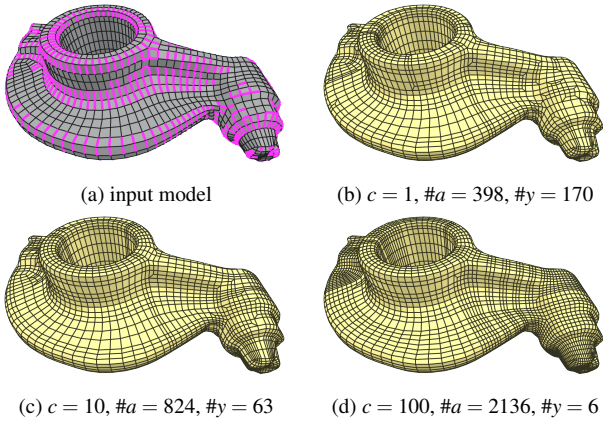 (a) input model
(b) c = 1, #a = 398, #y = 170
(c) c = 10, #a = 824, #y = 63
(d) c = 100, #a = 2136, #y = 6